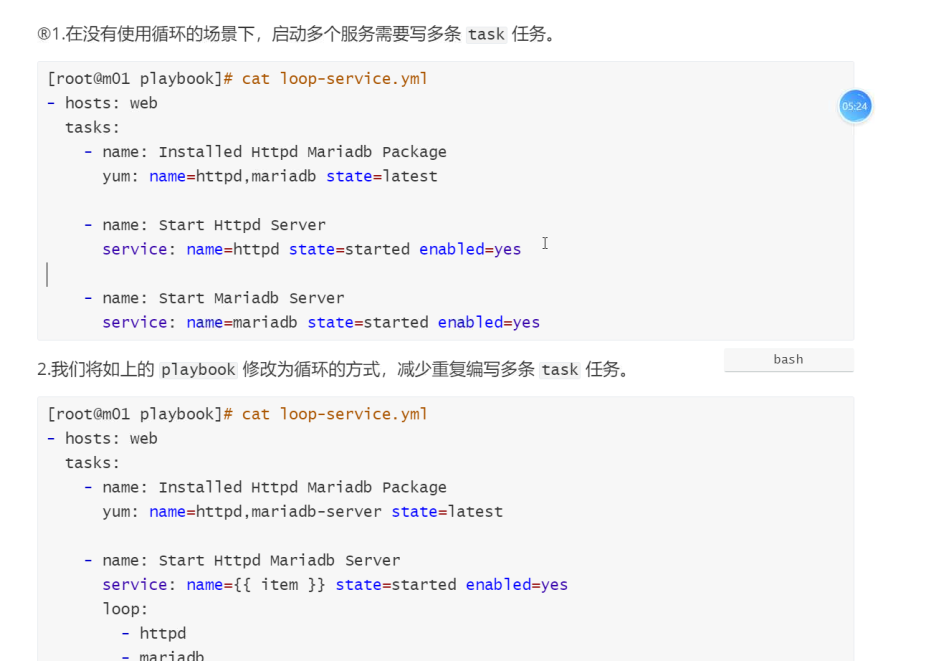 ®1.在没有使用循环的场景下，启动多个服务需要写多条 task 任务。
[root@m01 playbook]# cat loop-service.yml
- hosts: web
  tasks:
    - name: Installed Httpd Mariadb Package
      yum: name=httpd,mariadb state=latest
    - name: Start Httpd Server
      service: name=httpd state=started enabled=yes
    - name: Start Mariadb Server
      service: name=mariadb state=started enabled=yes
05:24
2.我们将如上的 playbook 修改为循环的方式，减少重复编写多条 task 任务。
bash
[root@m01 playbook]# cat loop-service.yml
- hosts: web
  tasks:
    - name: Installed Httpd Mariadb Package
      yum: name=httpd,mariadb-server state=latest
    - name: Start Httpd Mariadb Server
      service: name={{ item }} state=started enabled=yes
      loop:
        - httpd
        - mariadb